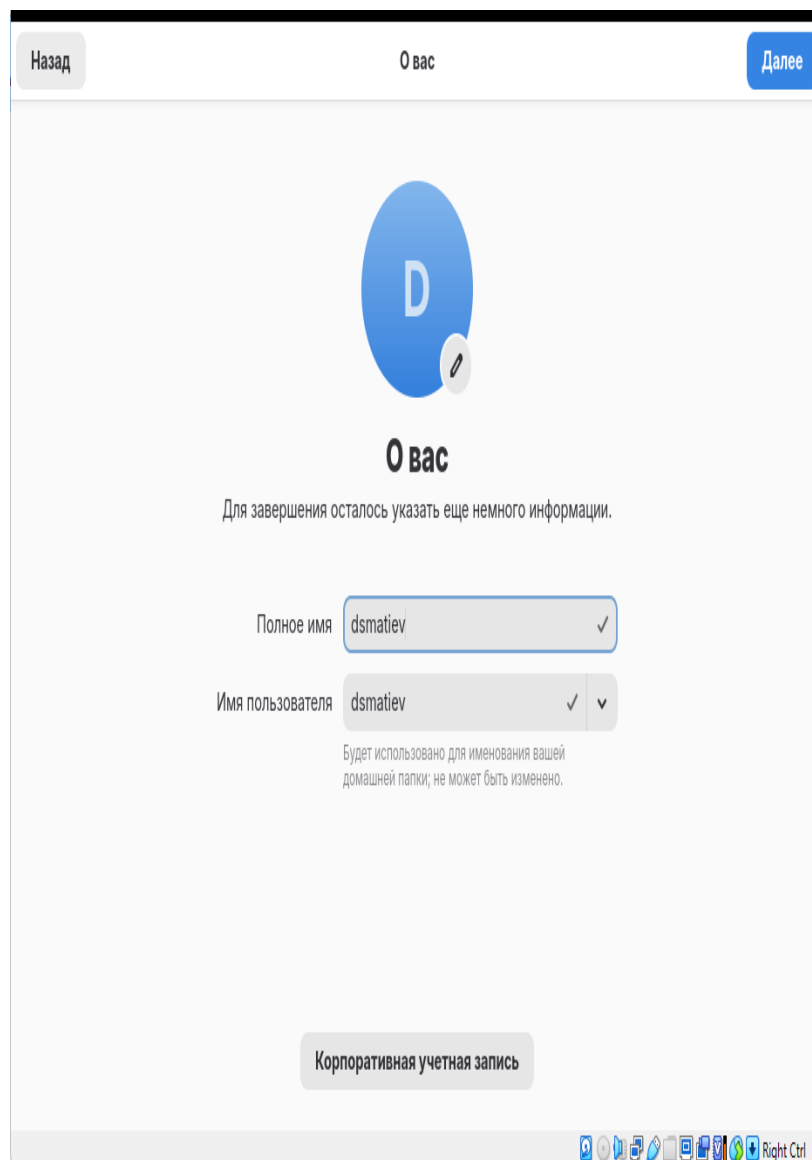 Назад
О вас
Далее
D
О вас
Для завершения осталось указать еще немного информации.
Полное имя dsmatiev
Имя пользователя dsmatiev
Будет использовано для именования вашей
домашней папки; не может быть изменено.
Корпоративная учетная запись
Right Ctrl